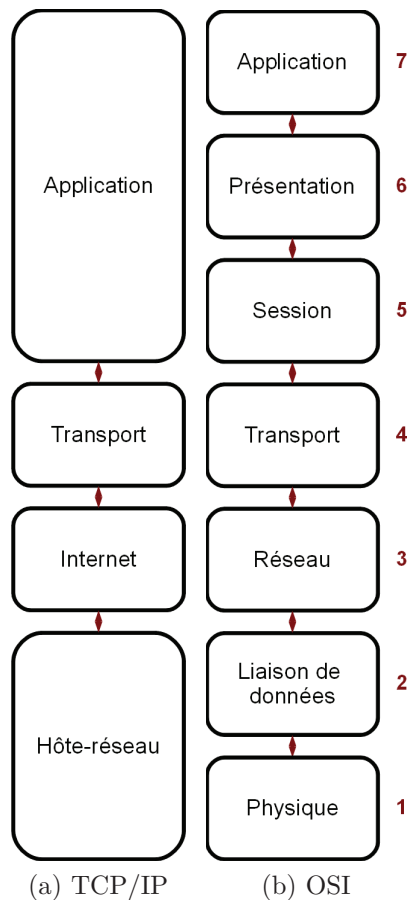 Application
Transport
Internet
Hôte-réseau
(a) TCP/IP
Application 7
Présentation 6
Session 5
Transport 4
Réseau 3
Liaison de
données 2
Physique 1
(b) OSI